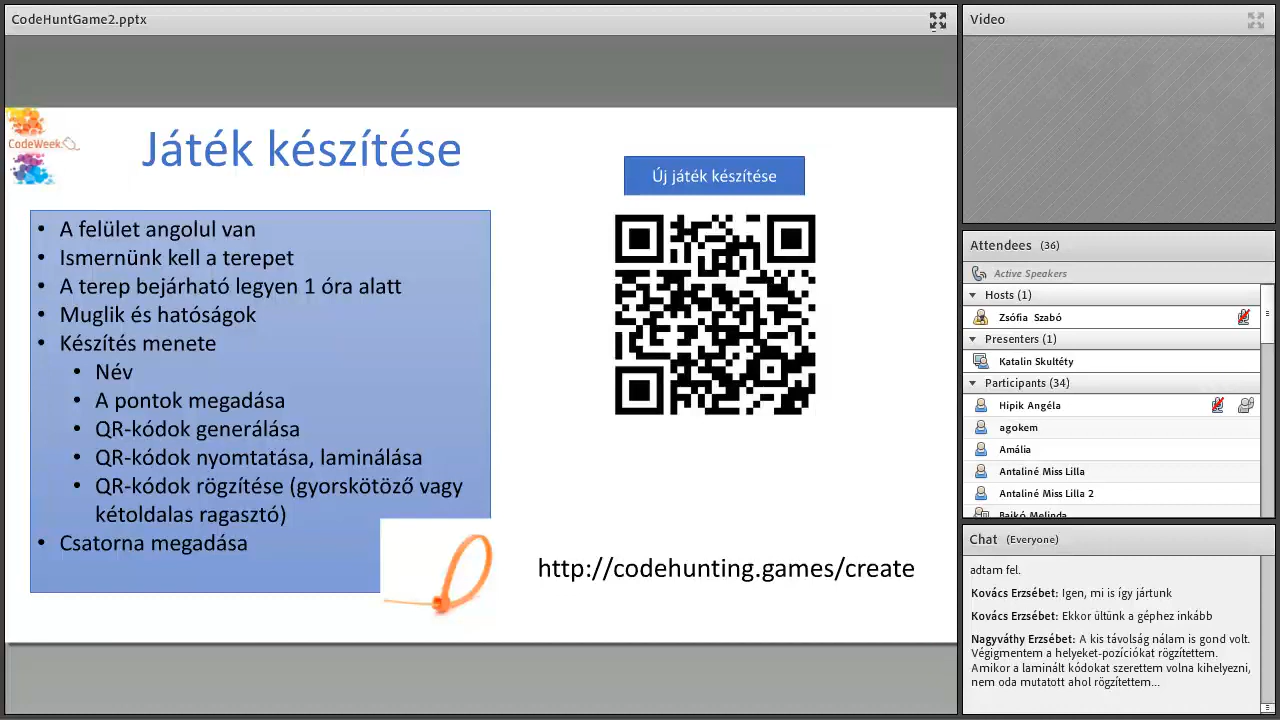 CodeHuntGame2.pptx
CodeWeek
Játék készítése
Új játék készítése
• A felület angolul van
• Ismernünk kell a terepet
• A terep bejárható legyen 1 óra alatt
• Muglik és hatóságok
• Készítés menete
• Név
• A pontok megadása
• QR-kódok generálása
• QR-kódok nyomtatása, laminálása
• QR-kódok rögzítése (gyorskötöző vagy
kétoldalas ragasztó)
• Csatorna megadása
http://codehunting.games/create
Video
Attendees (36)
Active Speakers
Hosts (1)
Zsófia Szabó
Presenters (1)
Katalin Skultéty
Participants (34)
Hipik Angéla
agokem
Amália
Antaliné Miss Lilla
Antaliné Miss Lilla 2
Bajkó Melinda
Chat (Everyone)
adtam fel.
Kovács Erzsébet: Igen, mi is így jártunk
Kovács Erzsébet: Ekkor ültünk a géphez inkább
Nagyváthy Erzsébet: A kis távolság nálam is gond volt.
Végigmentem a helyeket-pozíciókat rögzítettem.
Amikor a laminált kódokat szerettem volna kihelyezni,
nem oda mutatott ahol rögzítettem...